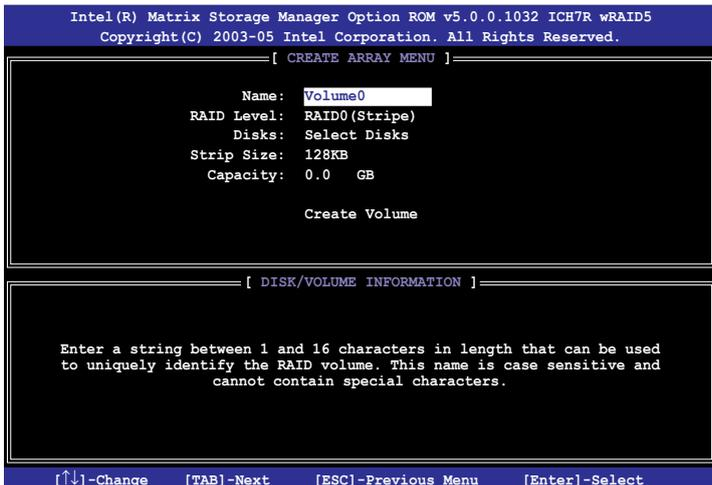 Intel(R) Matrix Storage Manager Option ROM v5.0.0.1032 ICH7R wRAID5
Copyright(C) 2003-05 Intel Corporation. All Rights Reserved.
[ CREATE ARRAY MENU ]
Name: Volume0
RAID Level: RAID0(Stripe)
Disks: Select Disks
Strip Size: 128KB
Capacity: 0.0 GB
Create Volume
[ DISK/VOLUME INFORMATION ]
Enter a string between 1 and 16 characters in length that can be used
to uniquely identify the RAID volume. This name is case sensitive and
cannot contain special characters.
[↑↓]-Change [TAB]-Next [ESC]-Previous Menu [Enter]-Select